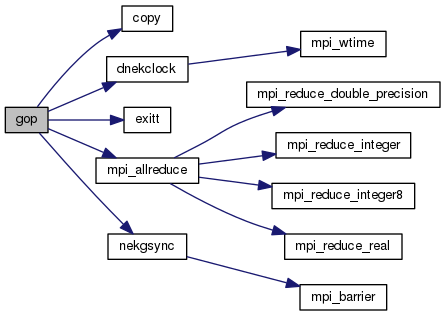 copy
mpi_wtime
dnekclock
mpi_reduce_double_precision
gop
exitt
mpi_reduce_integer
mpi_allreduce
mpi_reduce_integer8
nekgsync
mpi_reduce_real
mpi_barrier